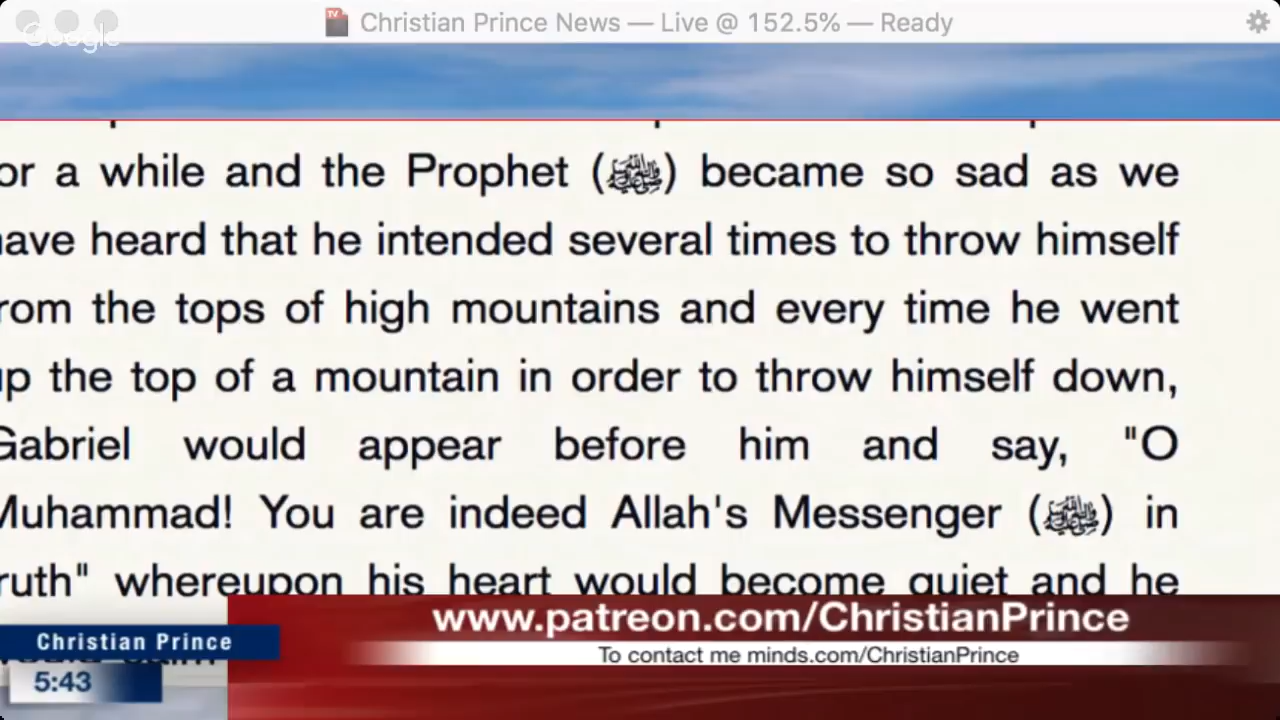 Christian Prince News — Live @ 152.5% — Ready
Google
or a while and the Prophet (ﷺ) became so sad as we
have heard that he intended several times to throw himself
rom the tops of high mountains and every time he went
up the top of a mountain in order to throw himself down,
Gabriel would appear before him and say, "O
Muhammad! You are indeed Allah's Messenger (ﷺ) in
ruth" whereupon his heart would become quiet and he
www.patreon.com/ChristianPrince
Christian Prince
To contact me minds.com/ChristianPrince
5:43